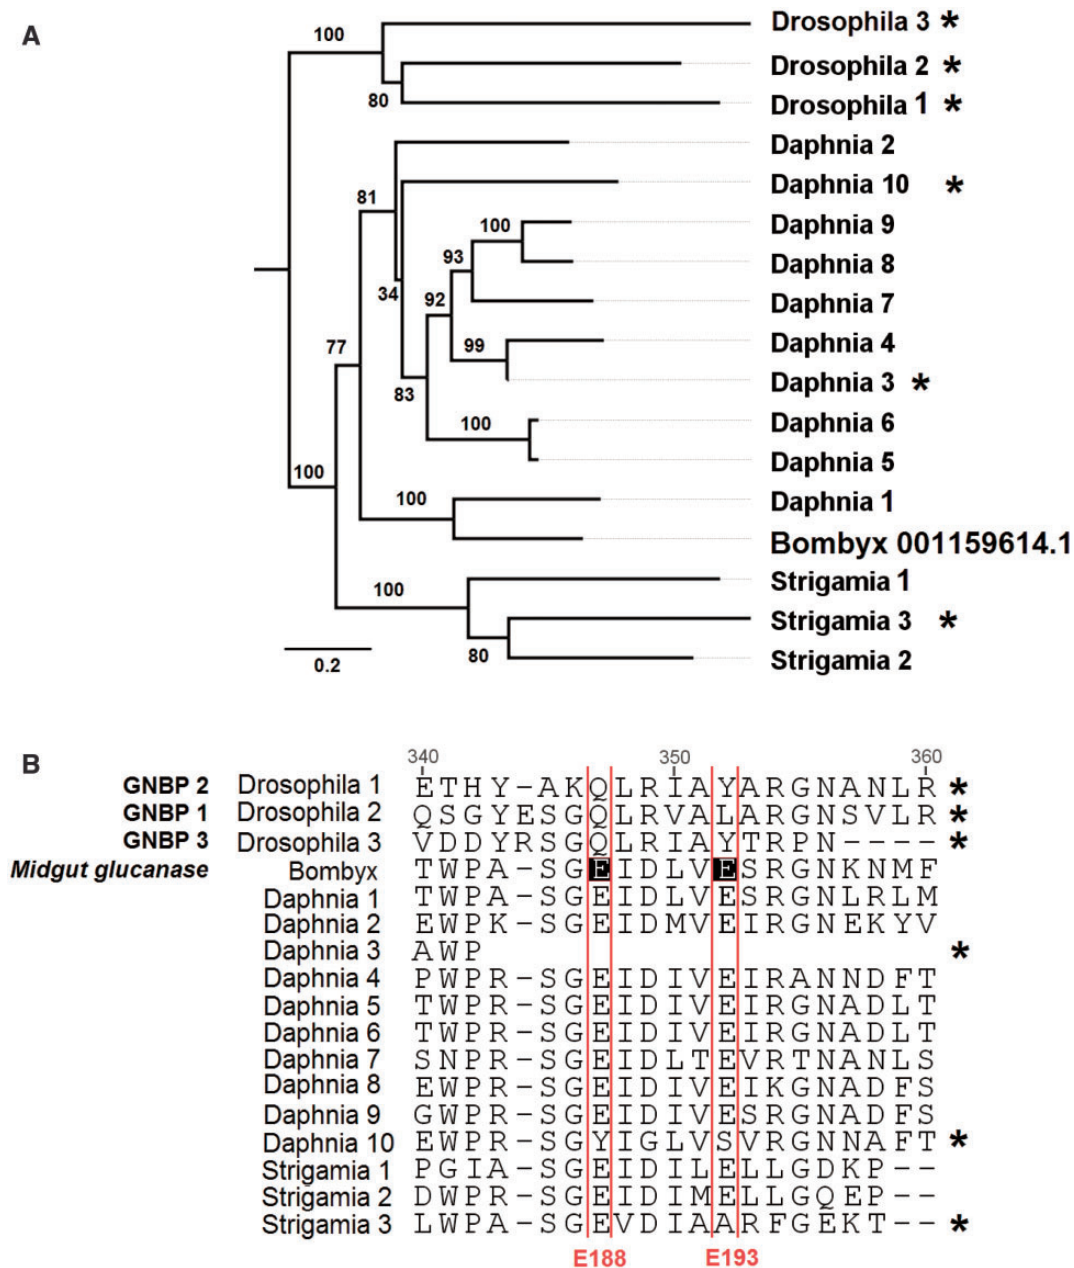 A
100
Drosophila 3 *
Drosophila 2 *
80
Drosophila 1 *
Daphnia 2
81
Daphnia 10 *
100
Daphnia 9
93
Daphnia 8
34
92
Daphnia 7
77
99
Daphnia 4
83
Daphnia 3 *
100
Daphnia 6
100
Daphnia 5
100
Daphnia 1
Bombyx 001159614.1
100
Strigamia 1
Strigamia 3 *
80
Strigamia 2
0.2
B
340 350 360
GNBP 2 Drosophila 1 ETHY-AKQLRIAYARGNANLR *
GNBP 1 Drosophila 2 QSGYESGQLRVALARGNSVLR *
GNBP 3 Drosophila 3 VDDYRSGQLRIAYTRPN---- *
Midgut glucanase Bombyx TWPA-SGEIDLVESRGNKNMF
Daphnia 1 TWPA-SGEIDLVESRGNLRLM
Daphnia 2 EWPK-SGEIDMVEIRGNEKYV
Daphnia 3 AWP *
Daphnia 4 PWPR-SGEIDIVEIRANNDFT
Daphnia 5 TWPR-SGEIDIVEIRGNADLT
Daphnia 6 TWPR-SGEIDIVEIRGNADLT
Daphnia 7 SNPR-SGEIDLTEVRTNANLS
Daphnia 8 EWPR-SGEIDIVEIKGNADFS
Daphnia 9 GWPR-SGEIDIVESRGNADFS
Daphnia 10 EWPR-SGYIGLVSVRGNNAFT *
Strigamia 1 PGIA-SGEIDILELLGDKP--
Strigamia 2 DWPR-SGEIDIMELLGQEP--
Strigamia 3 LWPA-SGEVDIAARFGEKT-- *
E188 E193